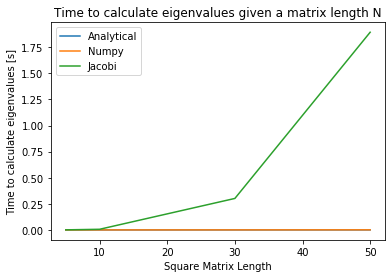 Time to calculate eigenvalues given a matrix length N
Analytical
Numpy
Jacobi
1.75
1.50
1.25
1.00
0.75
0.50
0.25
0.00
Time to calculate eigenvalues [s]
10
20
30
40
50
Square Matrix Length